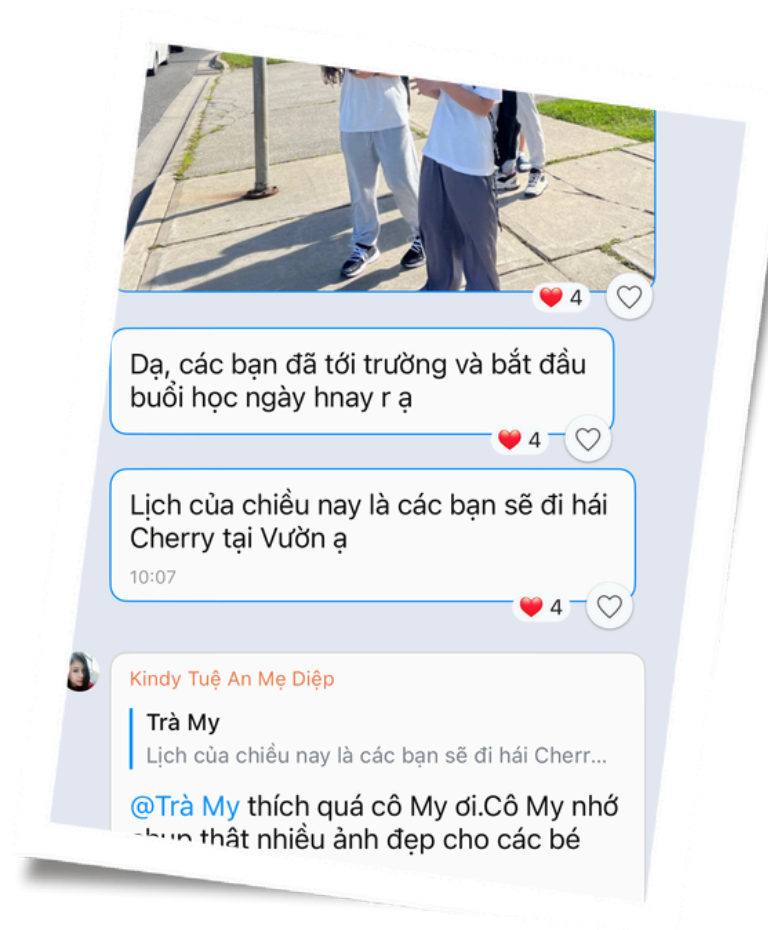 4
Dạ, các bạn đã tới trường và bắt đầu
buổi học ngày hnay r ạ
4
Lịch của chiều nay là các bạn sẽ đi hái
Cherry tại Vườn ạ
10:07
4
Kindy Tuệ An Mẹ Diệp
Trà My
Lịch của chiều nay là các bạn sẽ đi hái Cherr...
@Trà My thích quá cô My ơi.Cô My nhớ
chụp thật nhiều ảnh đẹp cho các bé